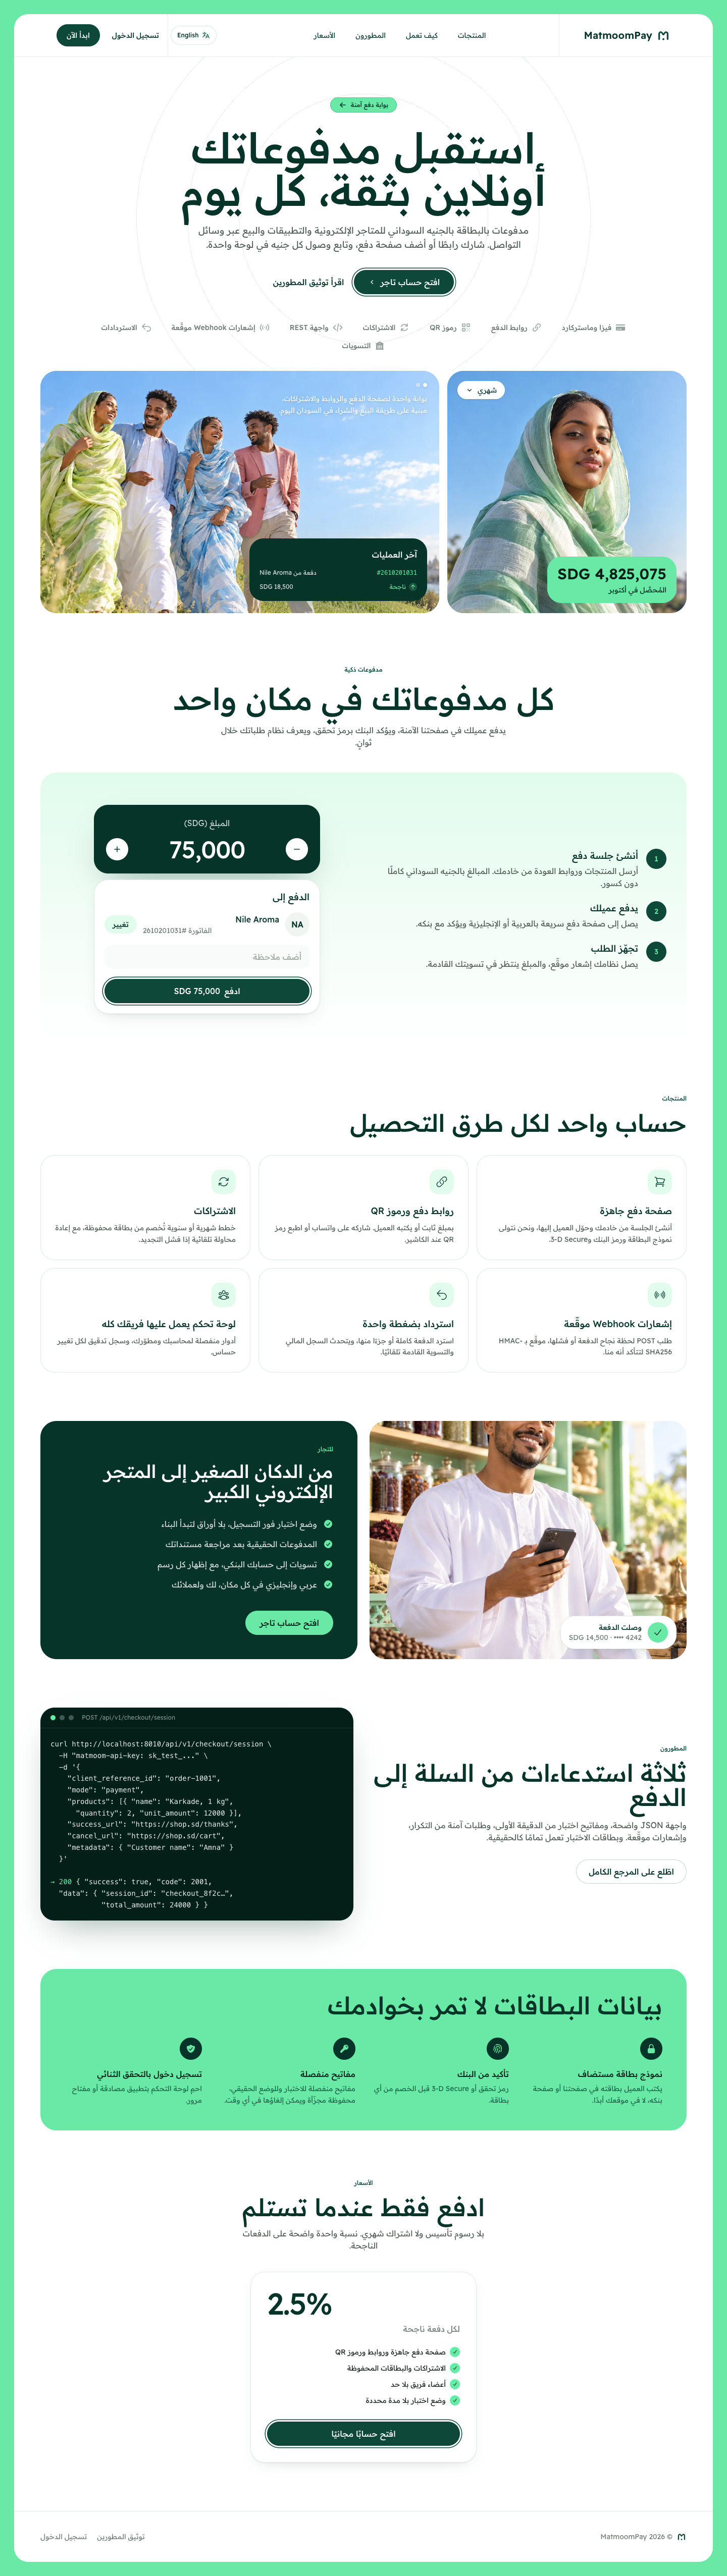 MatmoomPay
المنتجات
كيف تعمل
المطورون
الأسعار
English
تسجيل الدخول
ابدأ الآن
بوابة دفع آمنة
استقبل مدفوعاتك
أونلاين بثقة، كل يوم
مدفوعات بالبطاقة بالجنيه السوداني للمتاجر الإلكترونية والتطبيقات والبيع عبر وسائل
التواصل. شارك رابطًا أو أضف صفحة دفع، وتابع وصول كل جنيه في لوحة واحدة.
افتح حساب تاجر
اقرأ توثيق المطورين
فيزا وماستركارد
روابط الدفع
رموز QR
الاشتراكات
واجهة REST
إشعارات Webhook موقّعة
الاستردادات
التسويات
شهري
SDG 4,825,075
المُحصّل في أكتوبر
بوابة واحدة لصفحة الدفع والروابط والاشتراكات،
مبنية على طريقة البيع والشراء في السودان اليوم.
آخر العمليات
#2610201031
دفعة من Nile Aroma
ناجحة
SDG 18,500
مدفوعات ذكية
كل مدفوعاتك في مكان واحد
يدفع عميلك في صفحتنا الآمنة، ويؤكد البنك برمز تحقق، ويعرف نظام طلباتك خلال
ثوانٍ.
1
أنشئ جلسة دفع
أرسل المنتجات وروابط العودة من خادمك. المبالغ بالجنيه السوداني كاملًا
دون كسور.
2
يدفع عميلك
يصل إلى صفحة دفع سريعة بالعربية أو الإنجليزية ويؤكد مع بنكه.
3
تجهّز الطلب
يصل نظامك إشعار موقّع، والمبلغ ينتظر في تسويتك القادمة.
المبلغ (SDG)
75,000
الدفع إلى
NA
Nile Aroma
الفاتورة #2610201031
تغيير
أضف ملاحظة
ادفع SDG 75,000
المنتجات
حساب واحد لكل طرق التحصيل
صفحة دفع جاهزة
أنشئ الجلسة من خادمك وحوّل العميل إليها، ونحن نتولى
نموذج البطاقة ورمز البنك و3-D Secure.
روابط دفع ورموز QR
بمبلغ ثابت أو يكتبه العميل. شاركه على واتساب أو اطبع رمز
QR عند الكاشير.
الاشتراكات
خطط شهرية أو سنوية تُخصم من بطاقة محفوظة، مع إعادة
محاولة تلقائية إذا فشل التجديد.
إشعارات Webhook موقّعة
طلب POST لحظة نجاح الدفعة أو فشلها، موقّع بـ HMAC-
SHA256 لتتأكد أنه منا.
استرداد بضغطة واحدة
استرد الدفعة كاملة أو جزءًا منها، ويتحدث السجل المالي
والتسوية القادمة تلقائيًا.
لوحة تحكم يعمل عليها فريقك كله
أدوار منفصلة لمحاسبك ومطوّرك، وسجل تدقيق لكل تغيير
حساس.
وصلت الدفعة
SDG 14,500 · •••• 4242
للتجار
من الدكان الصغير إلى المتجر
الإلكتروني الكبير
وضع اختبار فور التسجيل، بلا أوراق لتبدأ البناء
المدفوعات الحقيقية بعد مراجعة مستنداتك
تسويات إلى حسابك البنكي، مع إظهار كل رسم
عربي وإنجليزي في كل مكان، لك ولعملائك
افتح حساب تاجر
المطورون
ثلاثة استدعاءات من السلة إلى
الدفع
واجهة JSON واضحة، ومفاتيح اختبار من الدقيقة الأولى، وطلبات آمنة من التكرار،
وإشعارات موقّعة. وبطاقات الاختبار تعمل تمامًا كالحقيقية.
اطّلع على المرجع الكامل
POST /api/v1/checkout/session
curl http://localhost:8010/api/v1/checkout/session \
-H "matmoom-api-key: sk_test_..." \
-d '{
"client_reference_id": "order-1001",
"mode": "payment",
"products": [{ "name": "Karkade, 1 kg",
"quantity": 2, "unit_amount": 12000 }],
"success_url": "https://shop.sd/thanks",
"cancel_url": "https://shop.sd/cart",
"metadata": { "Customer name": "Amna" }
}'
→ 200 { "success": true, "code": 2001,
"data": { "session_id": "checkout_8f2c…",
"total_amount": 24000 } }
بيانات البطاقات لا تمر بخوادمك
نموذج بطاقة مستضاف
يكتب العميل بطاقته في صفحتنا أو صفحة
بنكه، لا في موقعك أبدًا.
تأكيد من البنك
رمز تحقق أو 3-D Secure قبل الخصم من أي
بطاقة.
مفاتيح منفصلة
مفاتيح منفصلة للاختبار وللوضع الحقيقي،
محفوظة مجزّأة ويمكن إلغاؤها في أي وقت.
تسجيل دخول بالتحقق الثنائي
احمِ لوحة التحكم بتطبيق مصادقة أو مفتاح
مرور.
الأسعار
ادفع فقط عندما تستلم
بلا رسوم تأسيس ولا اشتراك شهري. نسبة واحدة واضحة على الدفعات
الناجحة.
2.5%
لكل دفعة ناجحة
صفحة دفع جاهزة وروابط ورموز QR
الاشتراكات والبطاقات المحفوظة
أعضاء فريق بلا حد
وضع اختبار بلا مدة محددة
افتح حسابًا مجانيًا
© 2026 MatmoomPay
توثيق المطورين
تسجيل الدخول